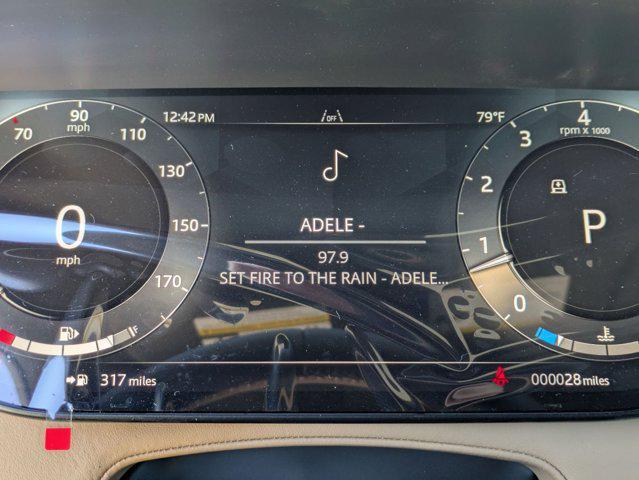 12:42 PM
OFF
79°F
70
90
mph
110
130
150
170
0
mph
F
ADELE -
97.9
SET FIRE TO THE RAIN - ADELE...
4
rpm x 1000
3
2
1
0
P
317 miles
000028 miles